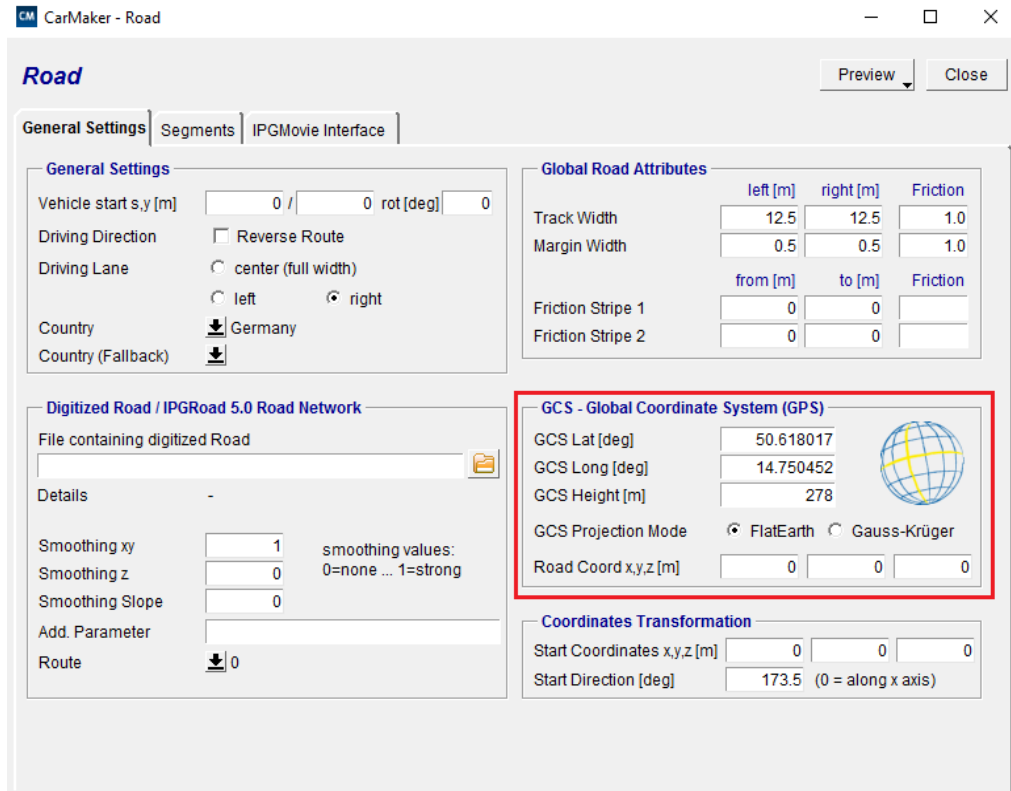 CM CarMaker - Road
Road
Preview Close
General Settings Segments IPGMovie Interface
General Settings
Vehicle start s,y [m] 0 / 0 rot [deg] 0
Driving Direction Reverse Route
Driving Lane center (full width)
left right
Country Germany
Country (Fallback)
Global Road Attributes
left [m] right [m] Friction
Track Width 12.5 12.5 1.0
Margin Width 0.5 0.5 1.0
from [m] to [m] Friction
Friction Stripe 1 0 0
Friction Stripe 2 0 0
Digitized Road / IPGRoad 5.0 Road Network
File containing digitized Road
Details -
Smoothing xy 1 smoothing values:
Smoothing z 0 0=none ... 1=strong
Smoothing Slope 0
Add. Parameter
Route 0
GCS - Global Coordinate System (GPS)
GCS Lat [deg] 50.618017
GCS Long [deg] 14.750452
GCS Height [m] 278
GCS Projection Mode FlatEarth Gauss-Krüger
Road Coord x,y,z [m] 0 0 0
Coordinates Transformation
Start Coordinates x,y,z [m] 0 0 0
Start Direction [deg] 173.5 (0 = along x axis)